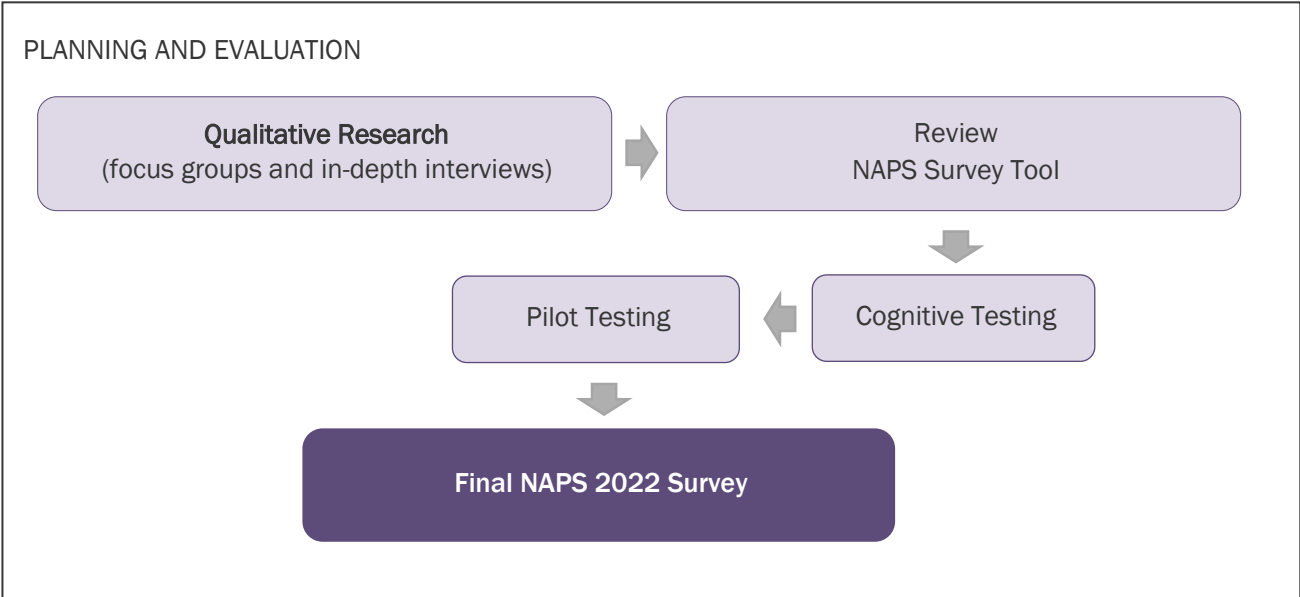 PLANNING AND EVALUATION
Qualitative Research
(focus groups and in-depth interviews)
Review
NAPS Survey Tool
Cognitive Testing
Pilot Testing
Final NAPS 2022 Survey